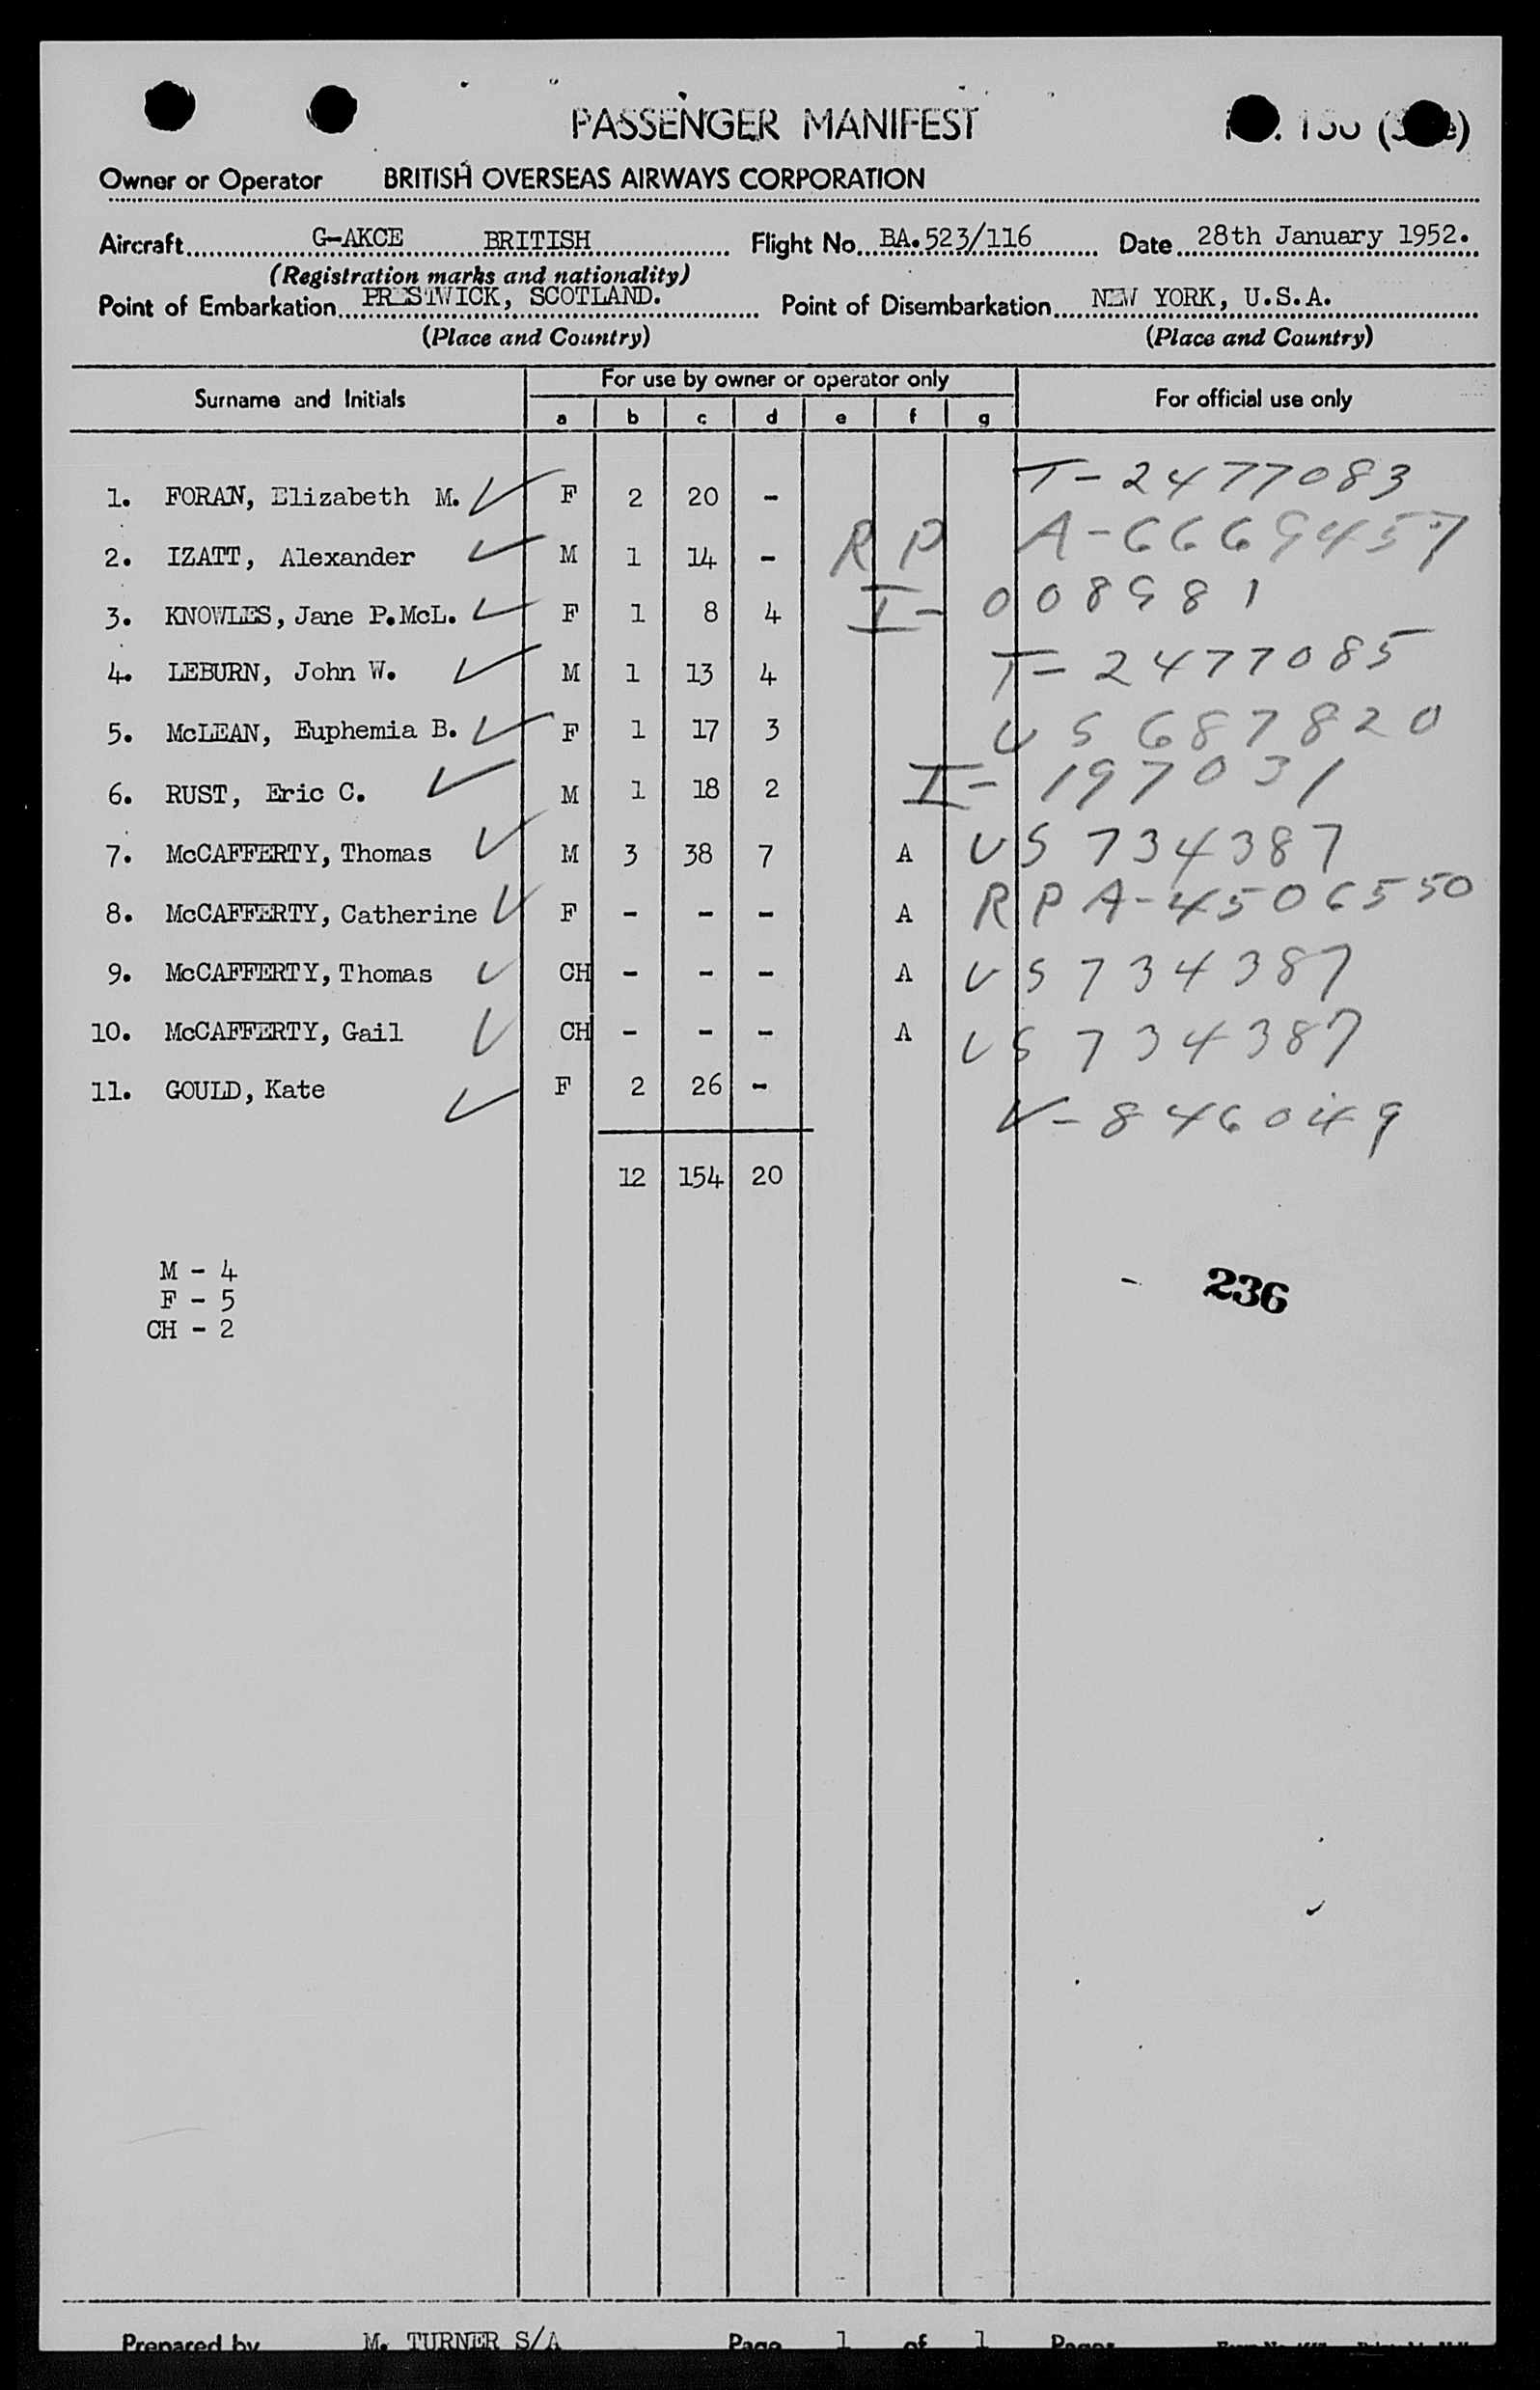 PASSENGER MANIFEST
Owner or Operator BRITISH OVERSEAS AIRWAYS CORPORATION
Aircraft G-AKCE BRITISH Flight No. BA.523/116 Date 28th January 1952.
(Registration marks and nationality)
Point of Embarkation PRESTWICK, SCOTLAND. Point of Disembarkation NEW YORK, U.S.A.
(Place and Country) (Place and Country)
Surname and Initials For use by owner or operator only For official use only
a b c d e f g
1. FORAN, Elizabeth M. ✓ F 2 20 - T-2477083
2. IZATT, Alexander ✓ M 1 14 - R P A-6669457
3. KNOWLES, Jane P.McL. ✓ F 1 8 4 I-008981
4. LEBURN, John W. ✓ M 1 13 4 T-2477085
5. McLEAN, Euphemia B. ✓ F 1 17 3 US 687820
6. RUST, Eric C. ✓ M 1 18 2 I-197031
7. McCAFFERTY, Thomas ✓ M 3 38 7 A US 734387
8. McCAFFERTY, Catherine ✓ F - - - A R P A-4506550
9. McCAFFERTY, Thomas ✓ CH - - - A US 734387
10. McCAFFERTY, Gail ✓ CH - - - A US 734387
11. GOULD, Kate ✓ F 2 26 - V-846049
12 154 20
M - 4
F - 5
CH - 2
236
Prepared by M. TURNER S/A Page 1 of 1 Pages